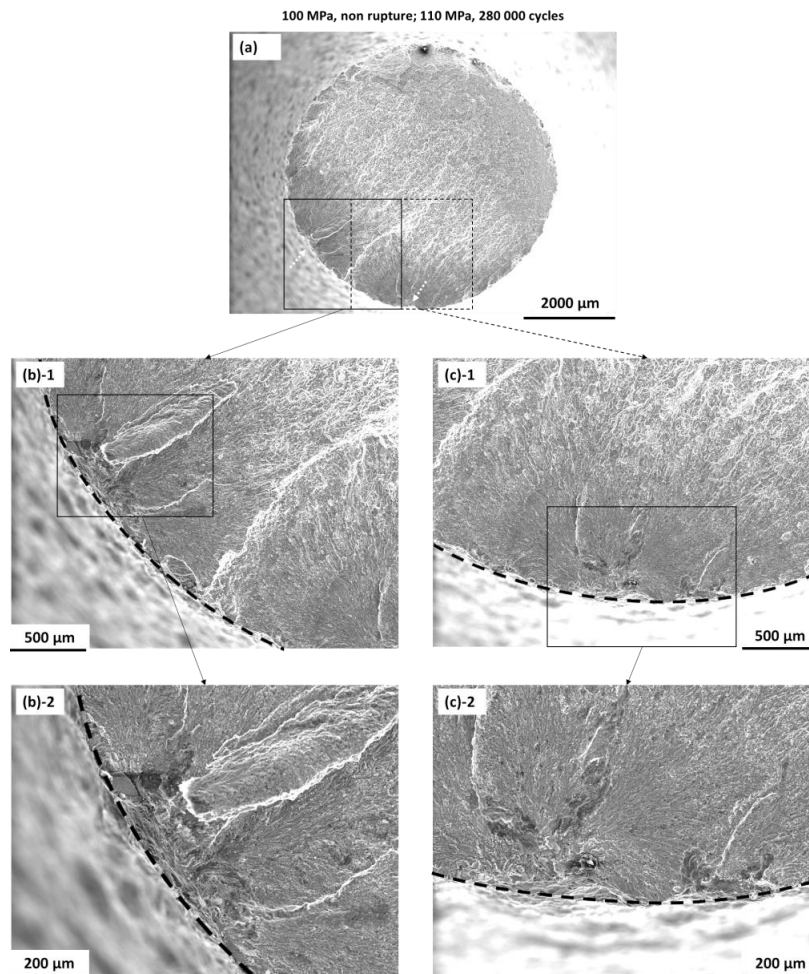 100 MPa, non rupture; 110 MPa, 280 000 cycles
(a)
2000 µm
(b)-1
(c)-1
500 µm
500 µm
(b)-2
(c)-2
200 µm
200 µm